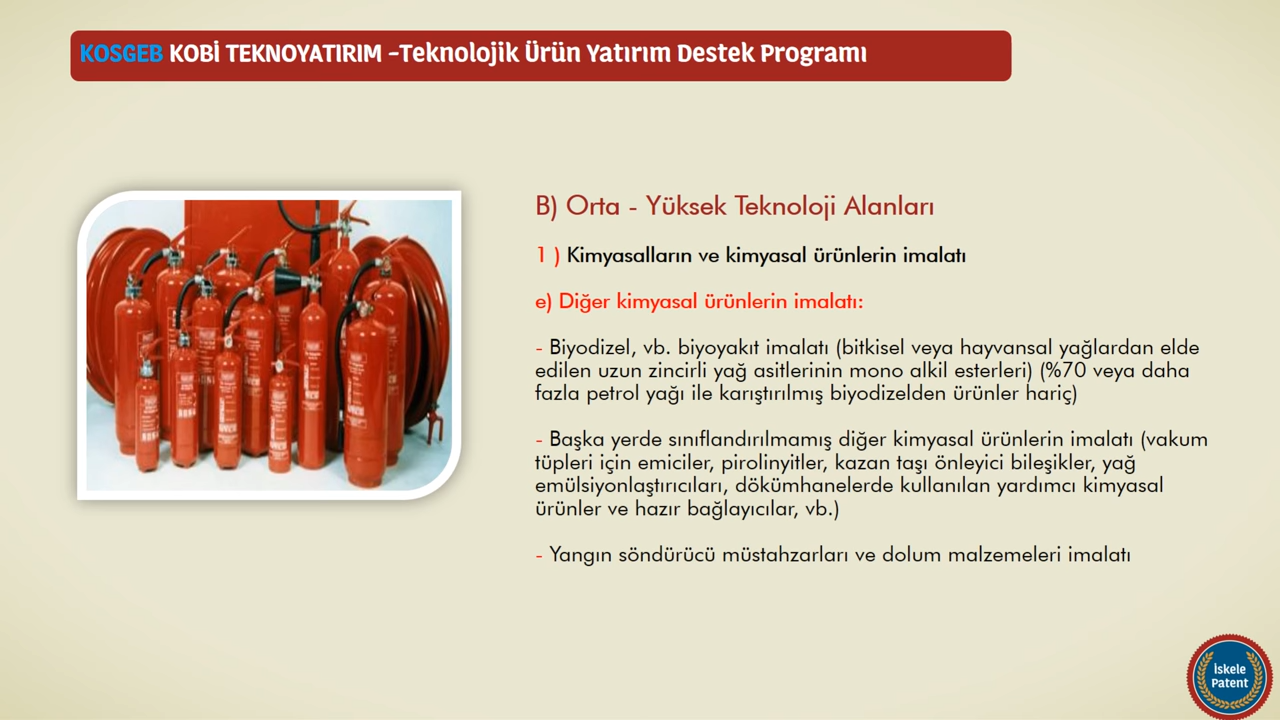 KOSGEB KOBİ TEKNOYATIRIM -Teknolojik Ürün Yatırım Destek Programı
B) Orta - Yüksek Teknoloji Alanları
1 ) Kimyasalların ve kimyasal ürünlerin imalatı
e) Diğer kimyasal ürünlerin imalatı:
- Biyodizel, vb. biyoyakıt imalatı (bitkisel veya hayvansal yağlardan elde
edilen uzun zincirli yağ asitlerinin mono alkil esterleri) (%70 veya daha
fazla petrol yağı ile karıştırılmış biyodizelden ürünler hariç)
- Başka yerde sınıflandırılmamış diğer kimyasal ürünlerin imalatı (vakum
tüpleri için emiciler, pirolinyitler, kazan taşı önleyici bileşikler, yağ
emülsiyonlaştırıcıları, dökümhanelerde kullanılan yardımcı kimyasal
ürünler ve hazır bağlayıcılar, vb.)
- Yangın söndürücü müstahzarları ve dolum malzemeleri imalatı
İskele
Patent